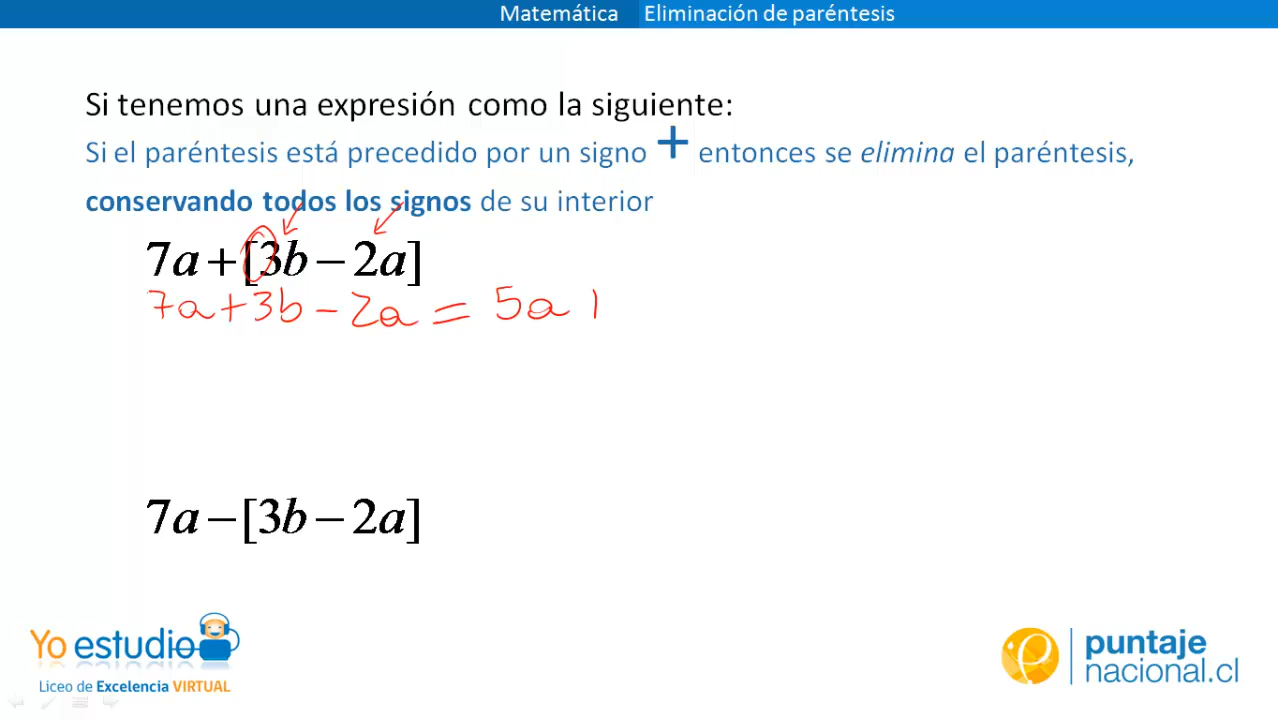 Matemática Eliminación de paréntesis
Si tenemos una expresión como la siguiente:
Si el paréntesis está precedido por un signo + entonces se elimina el paréntesis,
conservando todos los signos de su interior
7a+[3b−2a]
7a+3b−2a=5a
7a−[3b−2a]
Yo estudio
Liceo de Excelencia VIRTUAL
puntaje
nacional.cl